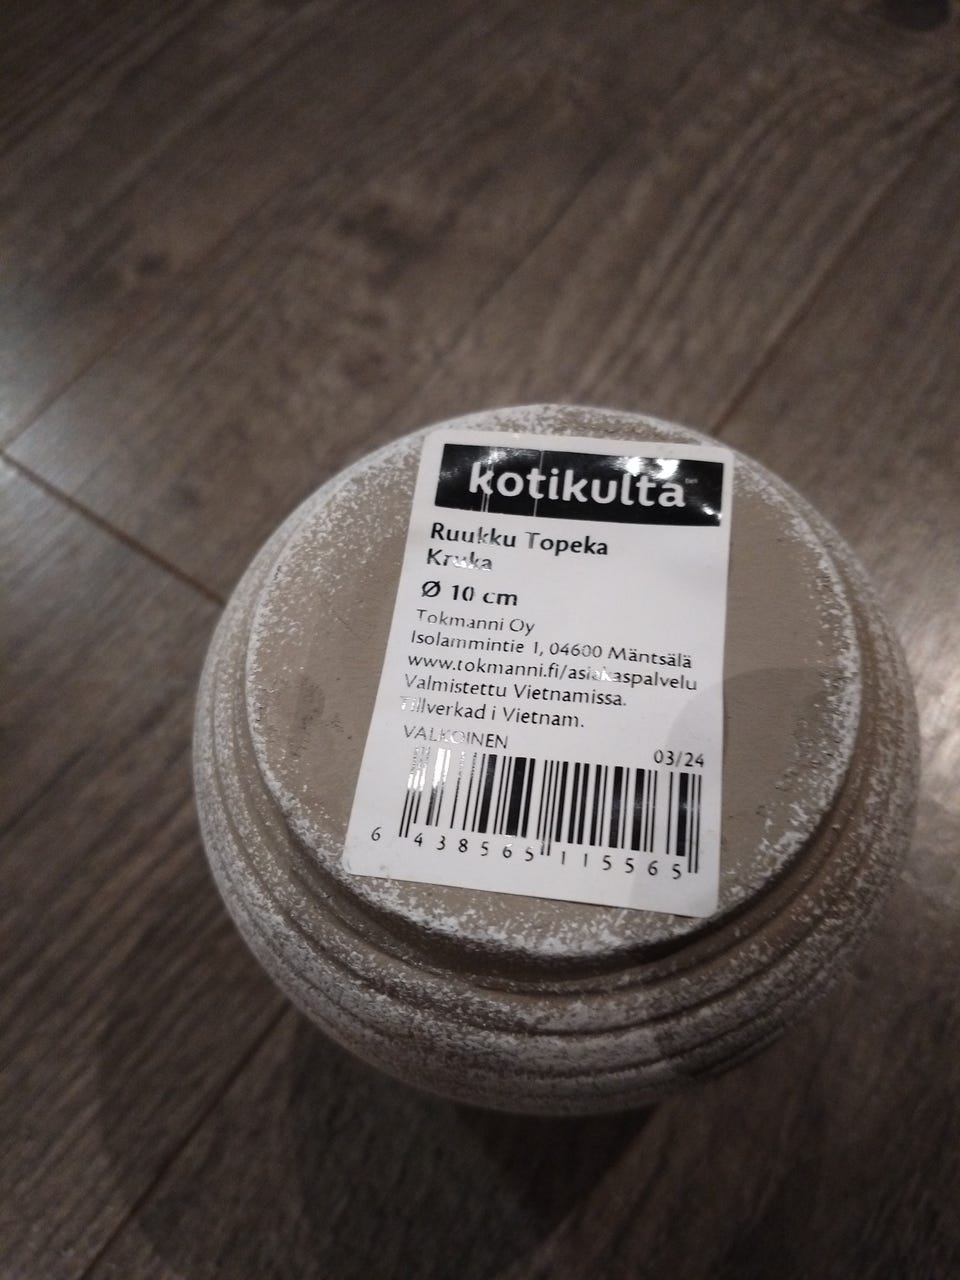 kotikulta
Ruukku Topeka
Kruka
Ø 10 cm
Tokmanni Oy
Isolammintie 1, 04600 Mäntsälä
www.tokmanni.fi/asiakaspalvelu
Valmistettu Vietnamissa.
Tillverkad i Vietnam.
VALKOINEN
03/24
6 438565 115565